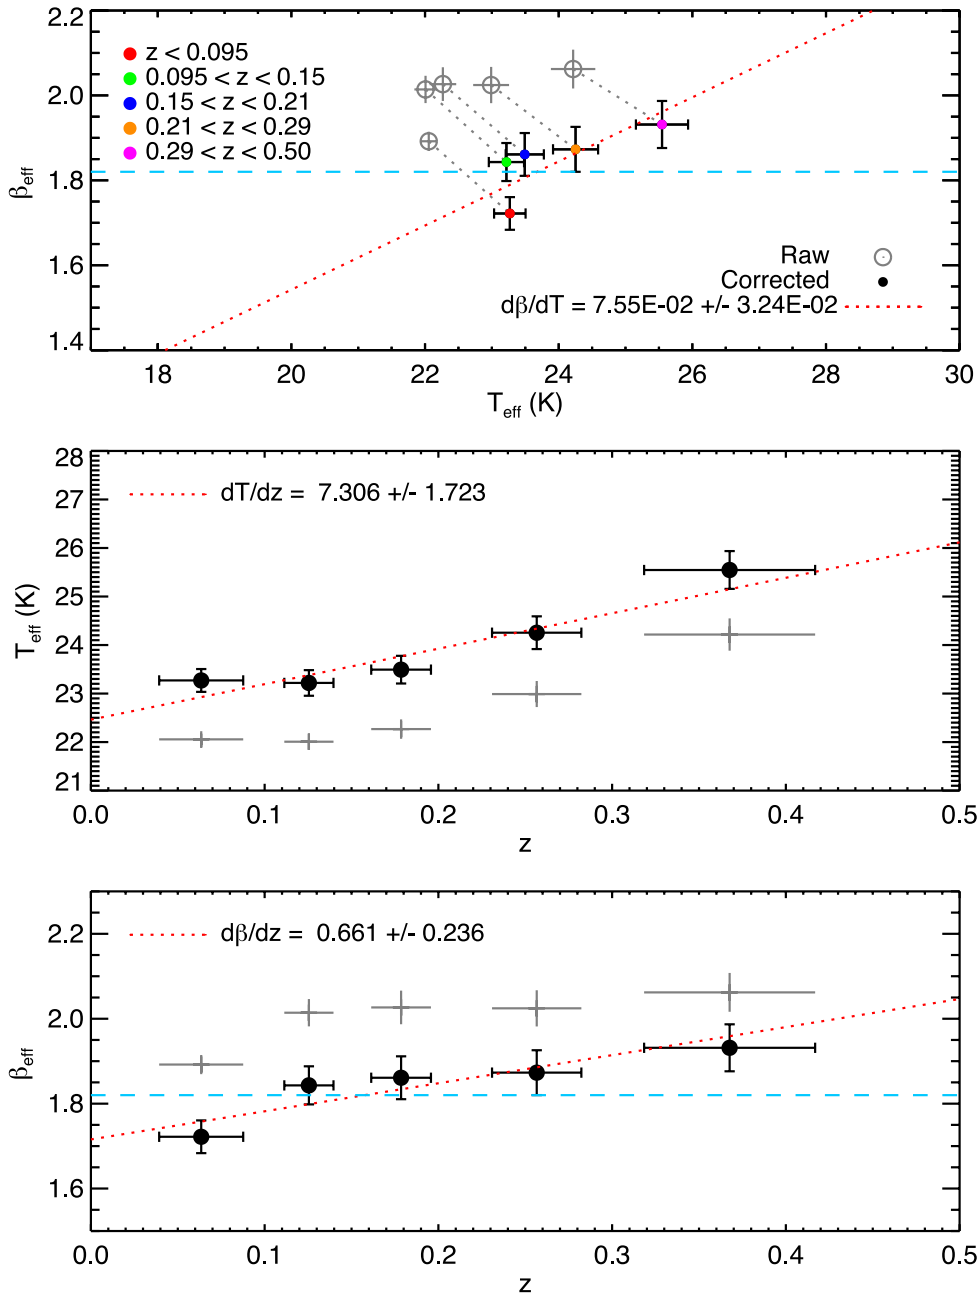 2.2
2.0
1.8
1.6
1.4
β_eff
z < 0.095
0.095 < z < 0.15
0.15 < z < 0.21
0.21 < z < 0.29
0.29 < z < 0.50
Raw
Corrected
dβ/dT = 7.55E-02 +/- 3.24E-02
18 20 22 24 26 28 30
T_eff (K)
28
27
26
25
24
23
22
21
T_eff (K)
dT/dz = 7.306 +/- 1.723
0.0 0.1 0.2 0.3 0.4 0.5
z
2.2
2.0
1.8
1.6
β_eff
dβ/dz = 0.661 +/- 0.236
0.0 0.1 0.2 0.3 0.4 0.5
z